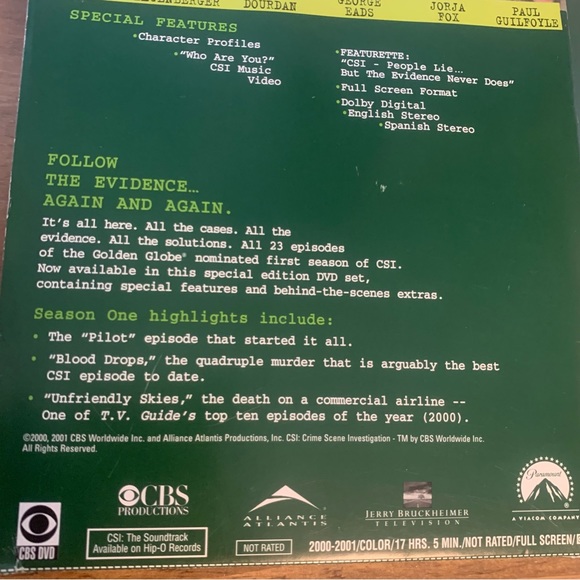 DOURDAN
GEORGE
EADS
JORJA
FOX
PAUL
GUILFOYLE
SPECIAL FEATURES
•Character Profiles
•"Who Are You?"
CSI Music
Video
•FEATURETTE:
"CSI - People Lie…
But The Evidence Never Does"
•Full Screen Format
•Dolby Digital
•English Stereo
•Spanish Stereo
FOLLOW
THE EVIDENCE…
AGAIN AND AGAIN.
It's all here. All the cases. All the
evidence. All the solutions. All 23 episodes
of the Golden Globe® nominated first season of CSI.
Now available in this special edition DVD set,
containing special features and behind-the-scenes extras.
Season One highlights include:
• The "Pilot" episode that started it all.
• "Blood Drops," the quadruple murder that is arguably the best
CSI episode to date.
• "Unfriendly Skies," the death on a commercial airline --
One of T.V. Guide's top ten episodes of the year (2000).
©2000, 2001 CBS Worldwide Inc. and Alliance Atlantis Productions, Inc. CSI: Crime Scene Investigation - TM by CBS Worldwide Inc.
All Rights Reserved.
CBS DVD
CBS
PRODUCTIONS
ALLIANCE
ATLANTIS
JERRY BRUCKHEIMER
TELEVISION
Paramount
A VIACOM COMPANY
CSI: The Soundtrack
Available on Hip-O Records
NOT RATED
2000-2001/COLOR/17 HRS. 5 MIN./NOT RATED/FULL SCREEN/